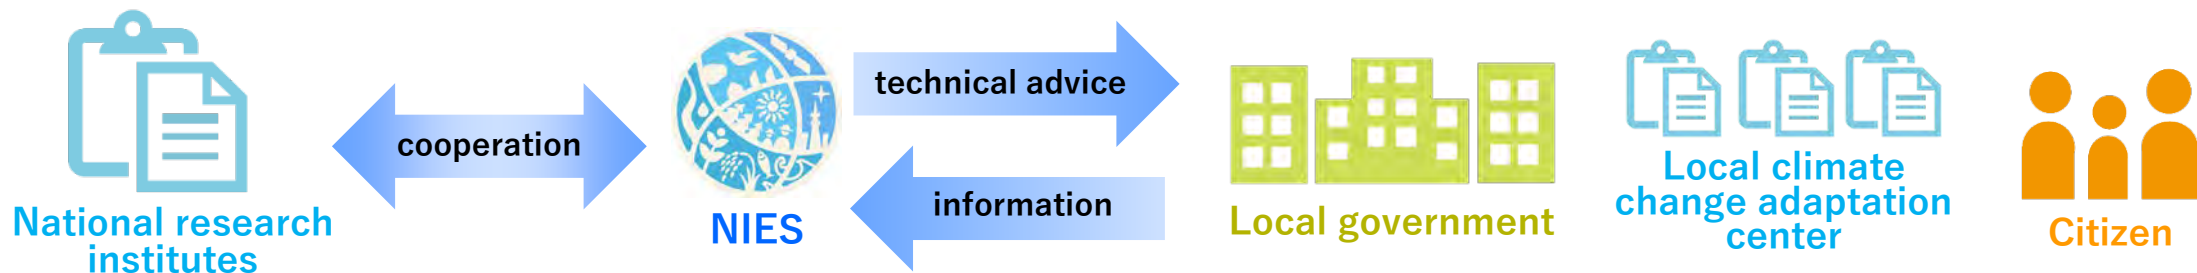 National research
institutes
cooperation
NIES
technical advice
information
Local government
Local climate
change adaptation
center
Citizen